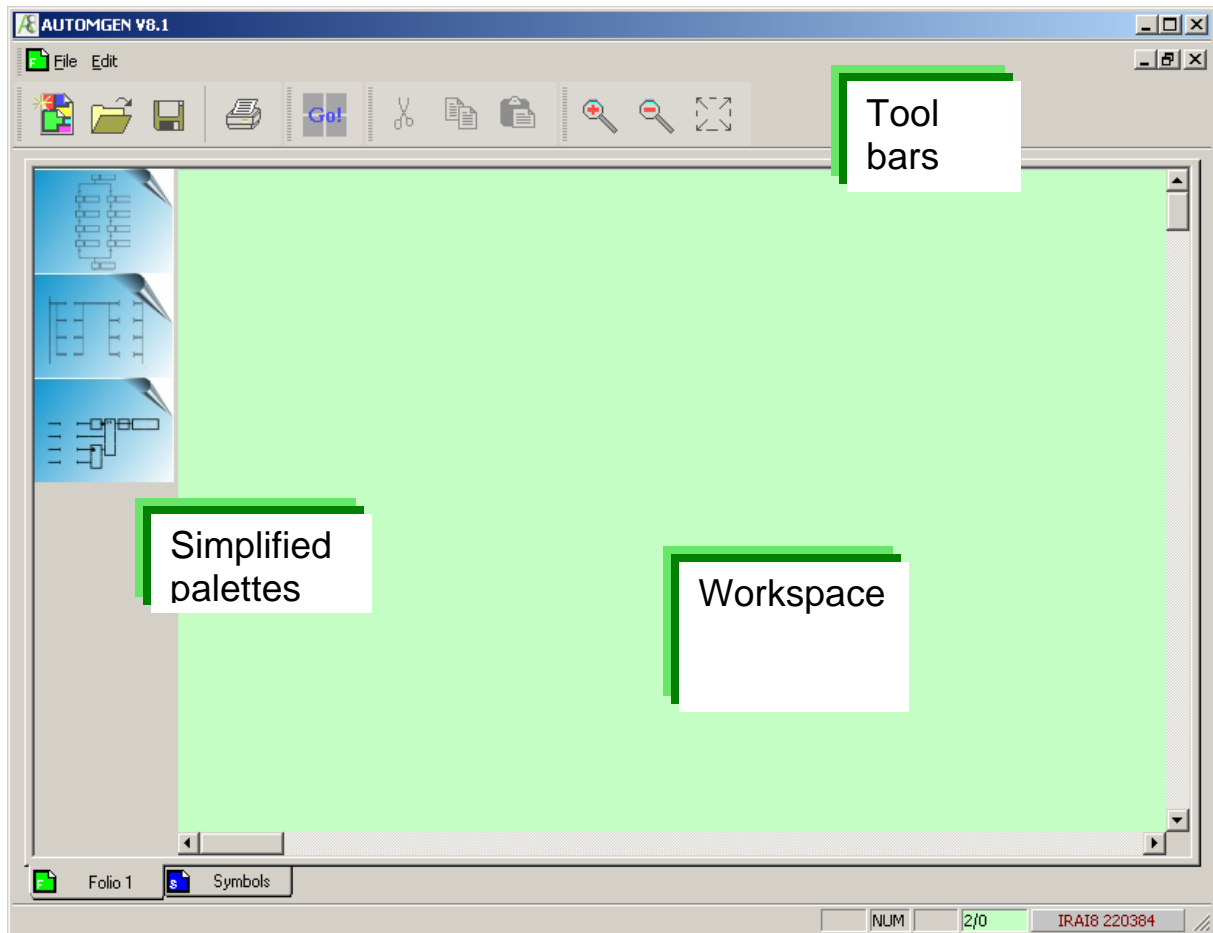 AUTOMGEN V8.1
File Edit
Go!
Tool
bars
Simplified
palettes
Workspace
Folio 1 Symbols
NUM 2/0 IRAI8 220384